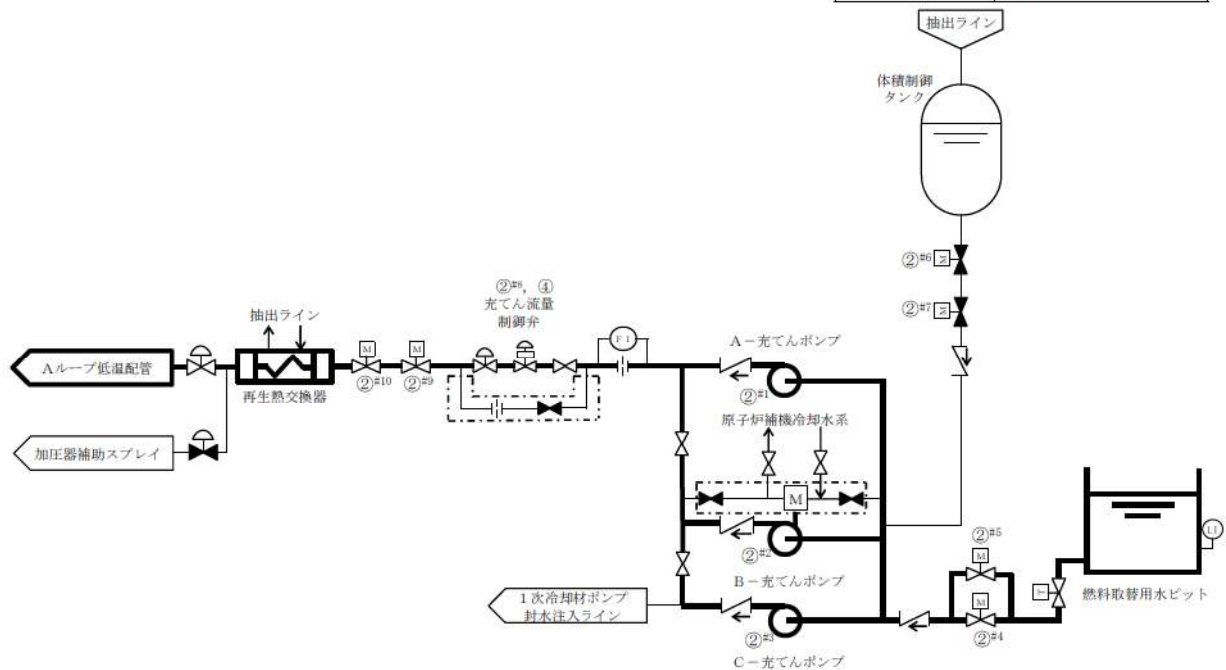 抽出ライン
体積制御
タンク
②#6
M
②#7
M
②#8, ④
充てん流量
制御弁
抽出ライン
FI
A-充てんポンプ
Aループ低温配管
M
M
②#10
②#9
②#1
再生熱交換器
原子炉補機冷却水系
加圧器補助スプレイ
M
②#2
②#5
M
LI
B-充てんポンプ
1次冷却材ポンプ
封水注入ライン
M
T
燃料取替用水ピット
②#3
②#4
C-充てんポンプ